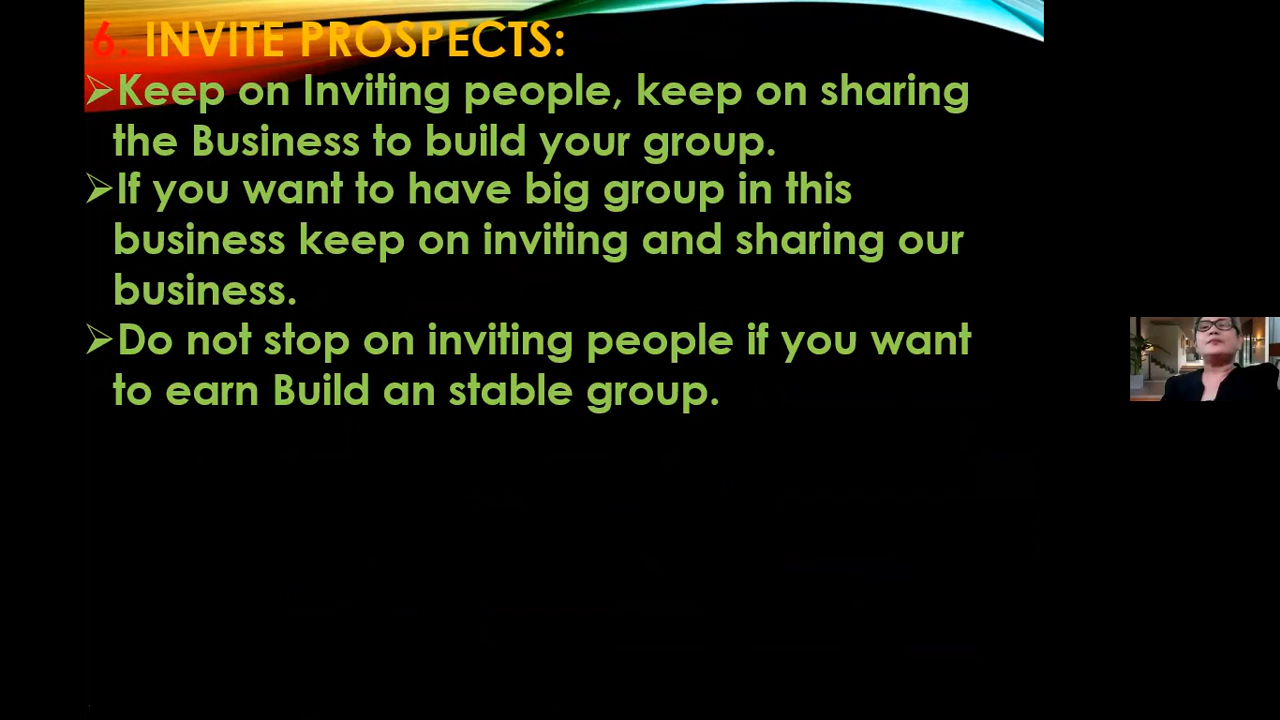 6. INVITE PROSPECTS:
Keep on Inviting people, keep on sharing
the Business to build your group.
If you want to have big group in this
business keep on inviting and sharing our
business.
Do not stop on inviting people if you want
to earn Build an stable group.